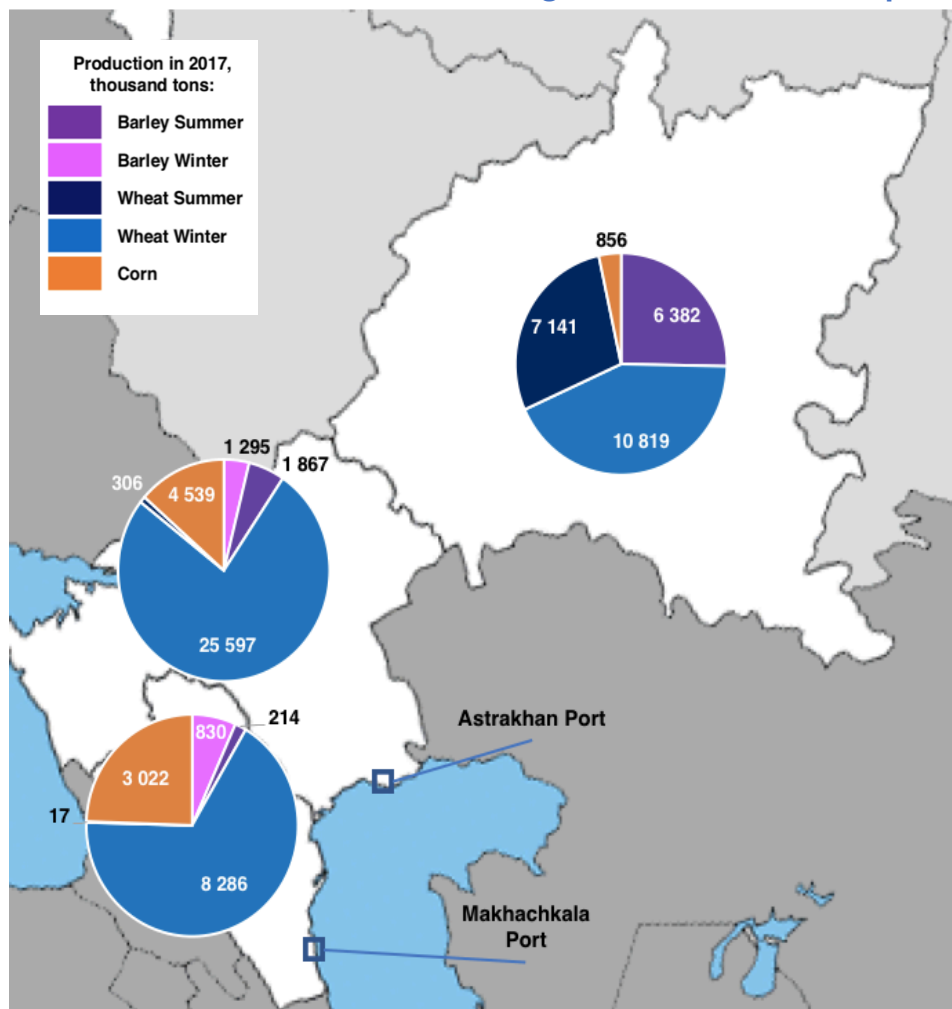 Production in 2017,
thousand tons:
Barley Summer
Barley Winter
Wheat Summer
Wheat Winter
Corn
856
7 141
6 382
10 819
1 295
1 867
306
4 539
25 597
214
830
3 022
17
8 286
Astrakhan Port
Makhachkala
Port